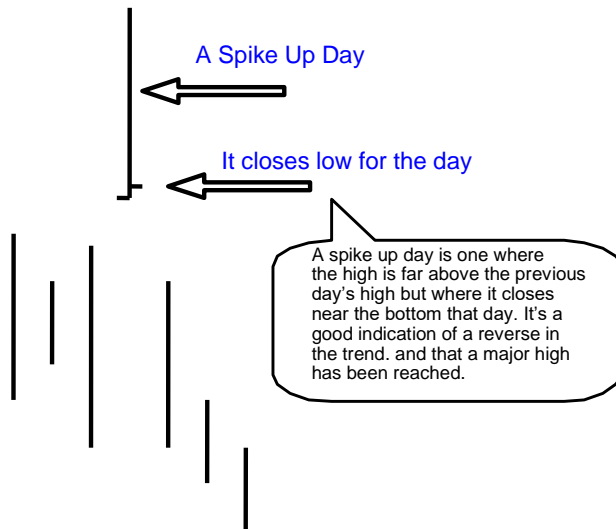 A Spike Up Day
It closes low for the day
A spike up day is one where
the high is far above the previous
day's high but where it closes
near the bottom that day. It's a
good indication of a reverse in
the trend. and that a major high
has been reached.